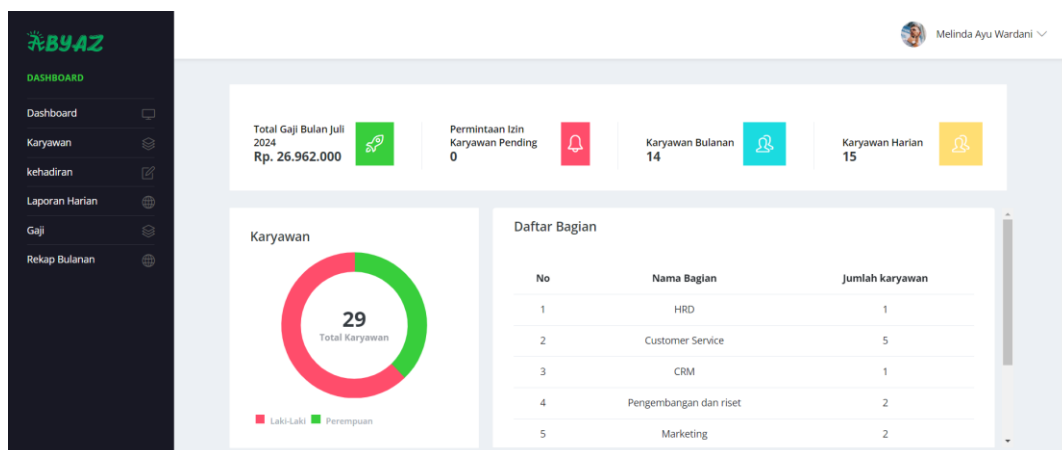 ABYAZ
Melinda Ayu Wardani
DASHBOARD
Dashboard
Karyawan
kehadiran
Laporan Harian
Gaji
Rekap Bulanan
Total Gaji Bulan Juli
2024
Rp. 26.962.000
Permintaan Izin
Karyawan Pending
0
Karyawan Bulanan
14
Karyawan Harian
15
Karyawan
29
Total Karyawan
Laki-Laki Perempuan
Daftar Bagian
No Nama Bagian Jumlah karyawan
1 HRD 1
2 Customer Service 5
3 CRM 1
4 Pengembangan dan riset 2
5 Marketing 2